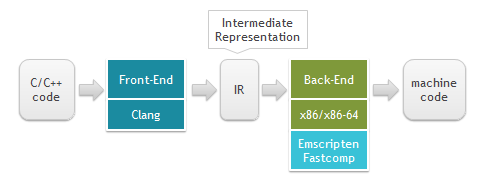 Intermediate
Representation
C/C++
code
Front-End
Clang
IR
Back-End
x86/x86-64
Emscripten
Fastcomp
machine
code